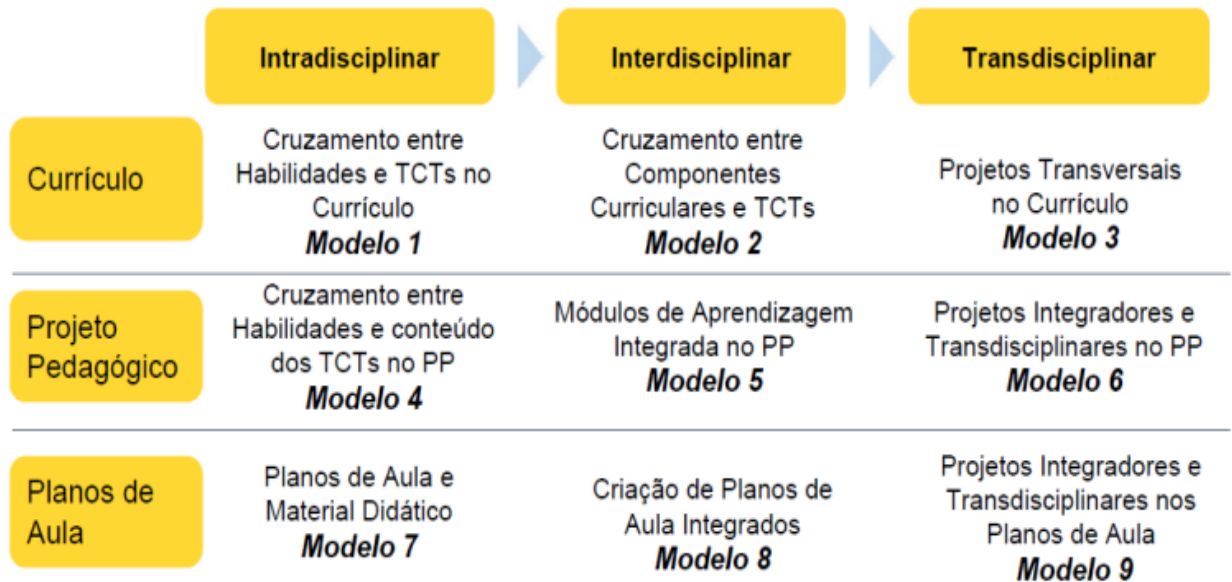 Intradisciplinar
Interdisciplinar
Transdisciplinar
Currículo
Cruzamento entre
Habilidades e TCTs no
Currículo
Modelo 1
Cruzamento entre
Componentes
Curriculares e TCTs
Modelo 2
Projetos Transversais
no Currículo
Modelo 3
Projeto
Pedagógico
Cruzamento entre
Habilidades e conteúdo
dos TCTs no PP
Modelo 4
Módulos de Aprendizagem
Integrada no PP
Modelo 5
Projetos Integradores e
Transdisciplinares no PP
Modelo 6
Planos de
Aula
Planos de Aula e
Material Didático
Modelo 7
Criação de Planos de
Aula Integrados
Modelo 8
Projetos Integradores e
Transdisciplinares nos
Planos de Aula
Modelo 9